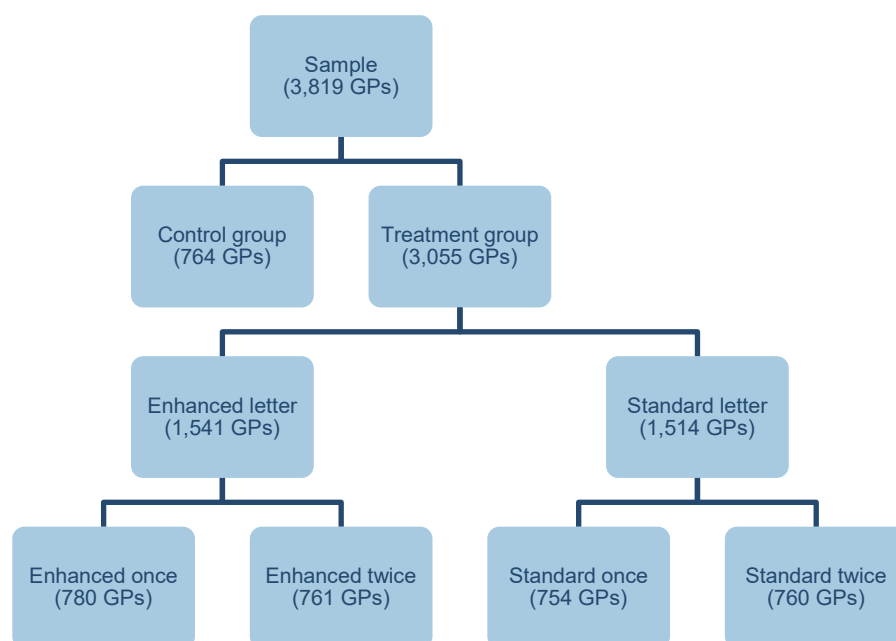 Sample
(3,819 GPs)
Control group
(764 GPs)
Treatment group
(3,055 GPs)
Enhanced letter
(1,541 GPs)
Standard letter
(1,514 GPs)
Enhanced once
(780 GPs)
Enhanced twice
(761 GPs)
Standard once
(754 GPs)
Standard twice
(760 GPs)